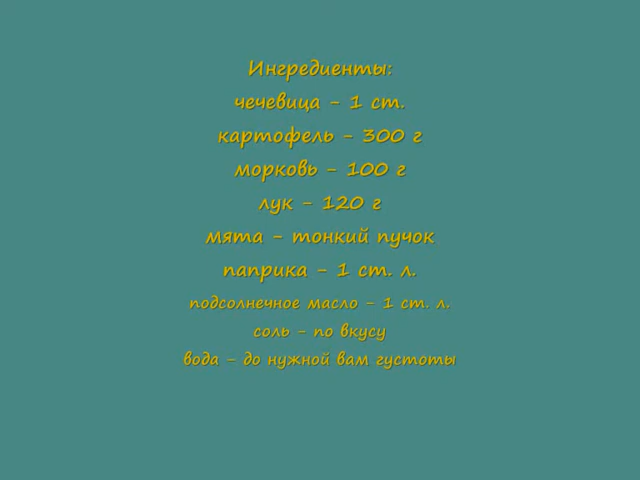 Ингредиенты:
чечевица - 1 ст.
картофель - 300 г
морковь - 100 г
лук - 120 г
мята - тонкий пучок
паприка - 1 ст. л.
подсолнечное масло - 1 ст. л.
соль - по вкусу
вода - до нужной вам густоты